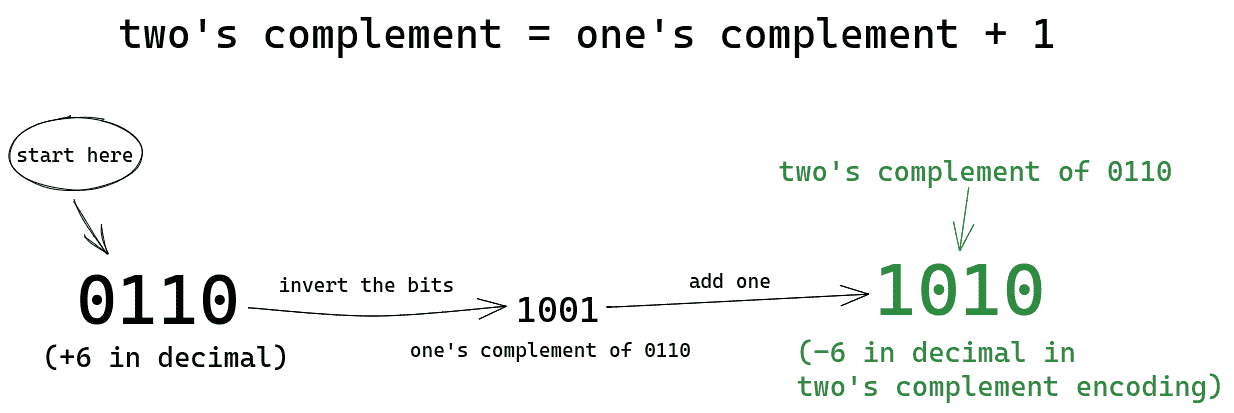 two's complement = one's complement + 1
start here
two's complement of 0110
0110
invert the bits
1001
add one
1010
(+6 in decimal)
one's complement of 0110
(−6 in decimal in
two's complement encoding)